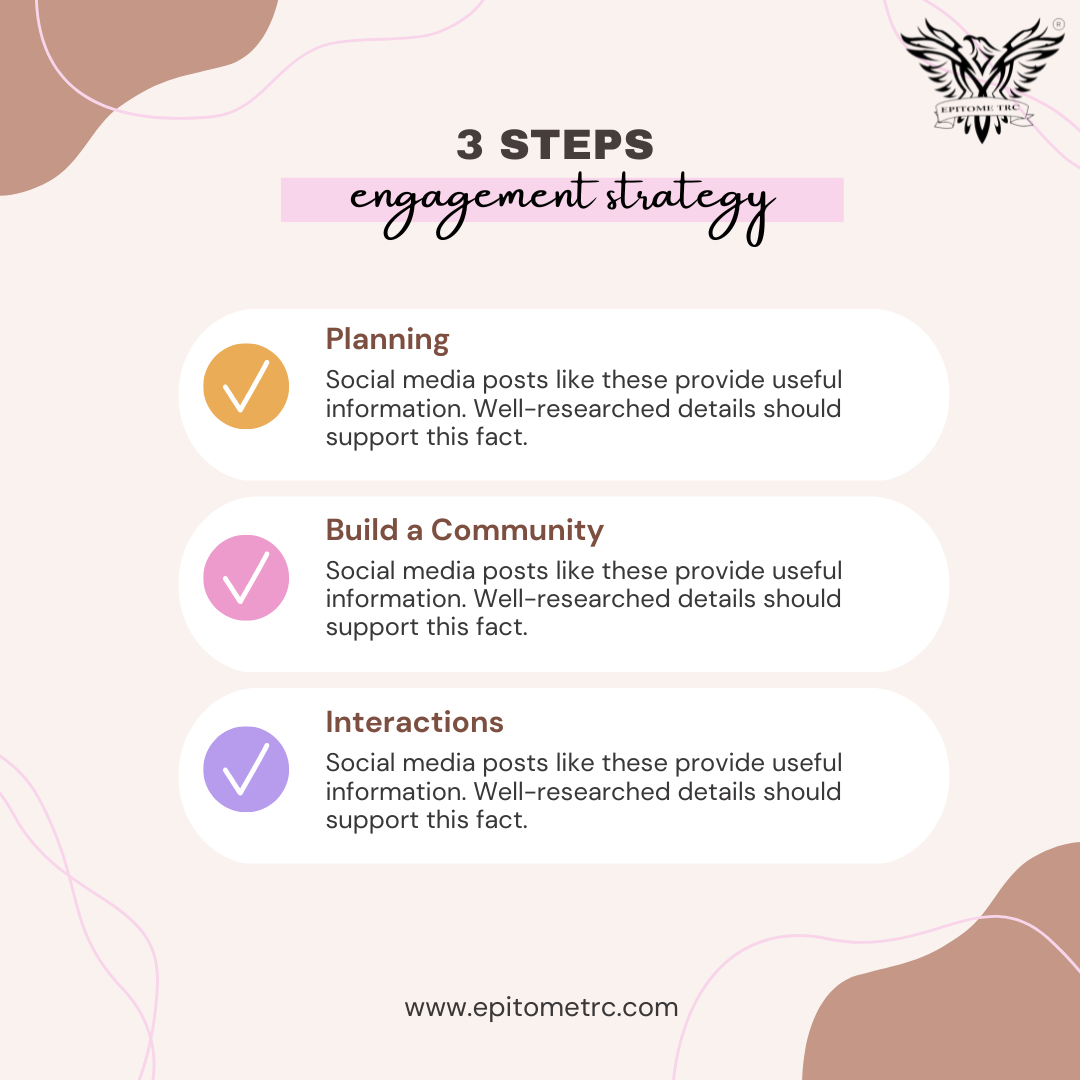 ®
EPITOME TRC
3 STEPS
engagement strategy
Planning
Social media posts like these provide useful
information. Well-researched details should
support this fact.
Build a Community
Social media posts like these provide useful
information. Well-researched details should
support this fact.
Interactions
Social media posts like these provide useful
information. Well-researched details should
support this fact.
www.epitometrc.com